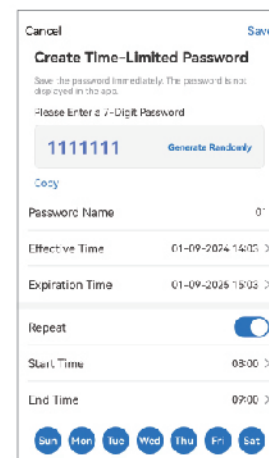 Cancel Save
Create Time-Limited Password
Save the password immediately. The password is not
displayed in the app.
Please Enter a 7-Digit Password
1111111 Generate Randomly
Copy
Password Name 01
Effective Time 01-09-2024 14:03 >
Expiration Time 01-09-2025 15:03 >
Repeat
Start Time 08:00 >
End Time 09:00 >
Sun Mon Tue Wed Thu Fri Sat